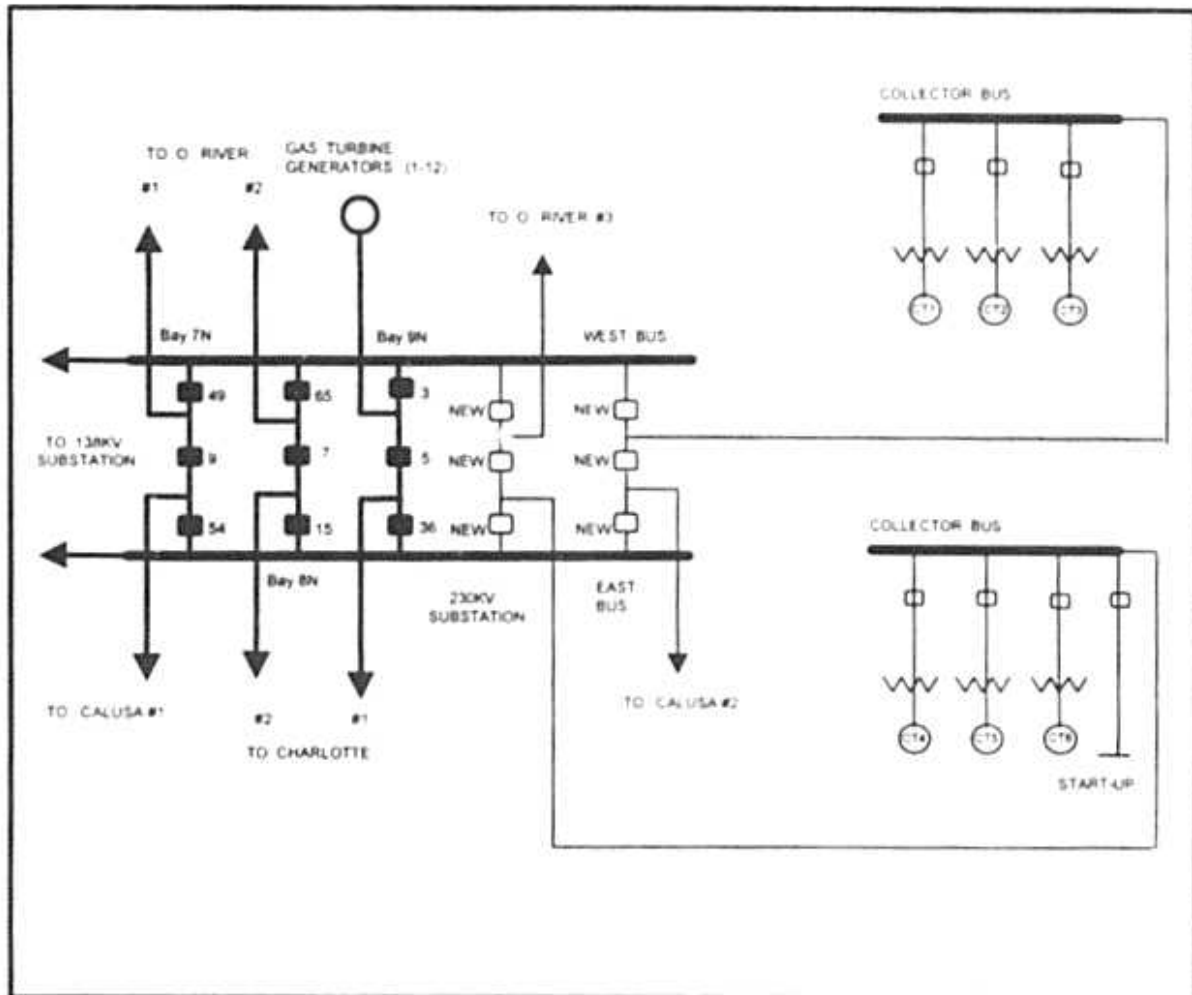 COLLECTOR BUS
TO O. RIVER
GAS TURBINE
GENERATORS (1-12)
#1
#2
TO O. RIVER #3
CT1
CT2
CT3
Bay 7N
Bay 9N
WEST BUS
49
65
3
NEW
NEW
TO 138KV
SUBSTATION
9
7
5
NEW
NEW
54
15
36
NEW
NEW
COLLECTOR BUS
Bay 8N
230KV
SUBSTATION
EAST
BUS
TO CALUSA #1
#2
#1
TO CALUSA #2
TO CHARLOTTE
CT4
CT5
CT6
START-UP